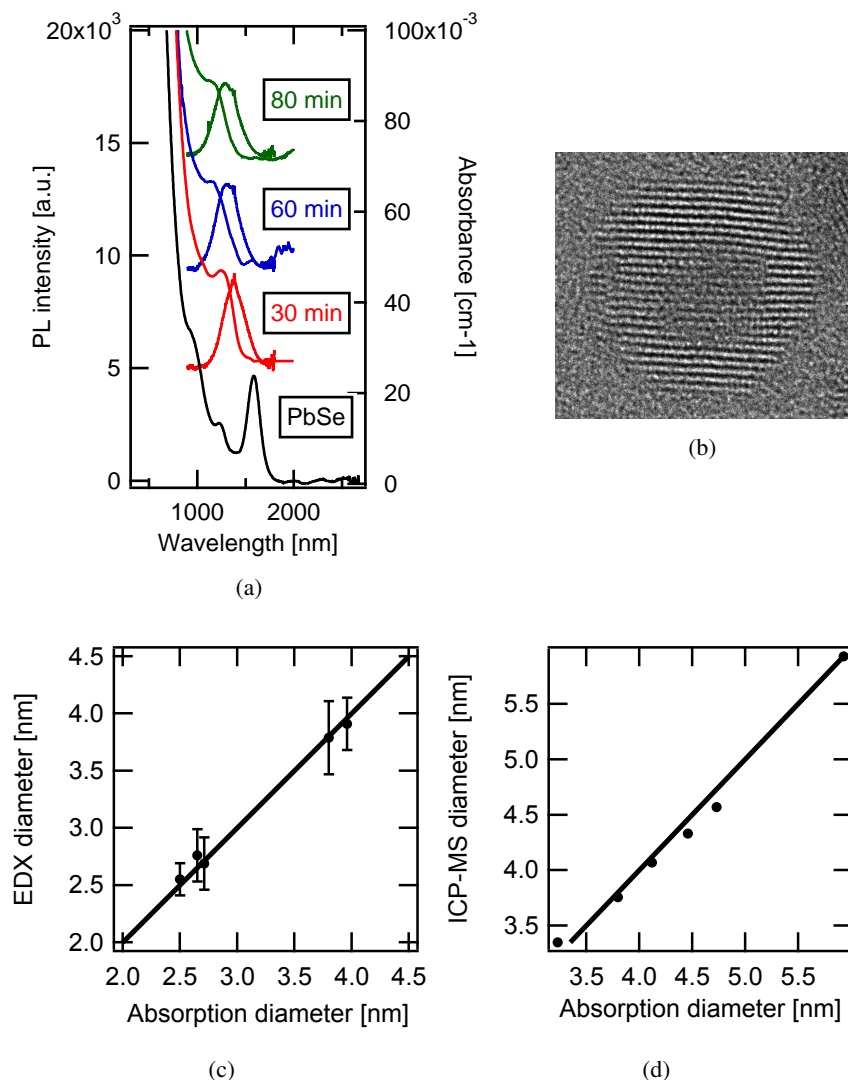 20x10³
100x10⁻³
80 min
15
80
60 min
60
10
30 min
40
5
20
PbSe
0
0
1000 2000
Wavelength [nm]
PL intensity [a.u.]
Absorbance [cm-1]
(a)
(b)
4.5
4.0
3.5
3.0
2.5
2.0
2.0 2.5 3.0 3.5 4.0 4.5
EDX diameter [nm]
Absorption diameter [nm]
(c)
5.5
5.0
4.5
4.0
3.5
3.5 4.0 4.5 5.0 5.5
ICP-MS diameter [nm]
Absorption diameter [nm]
(d)